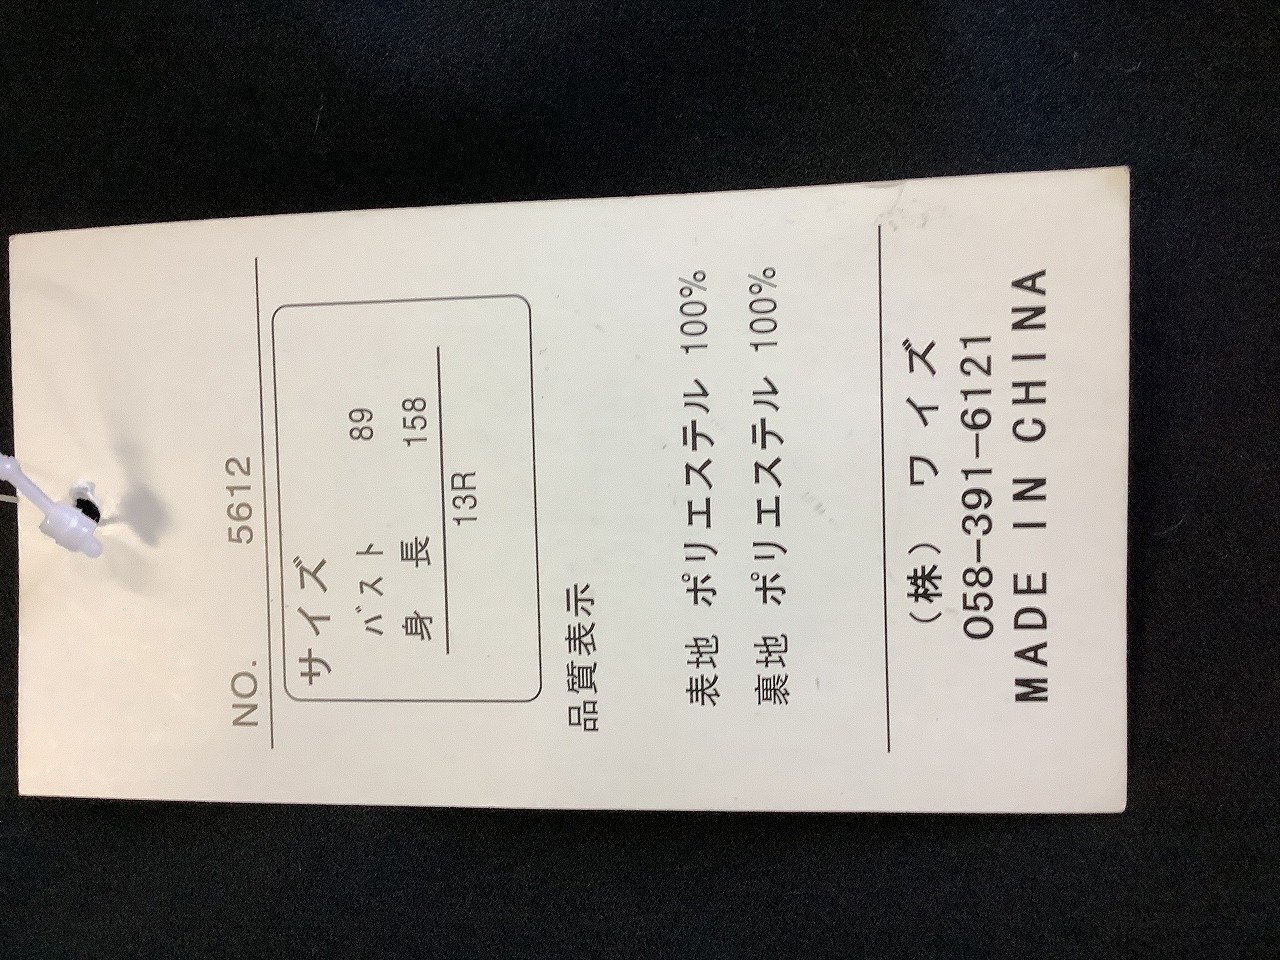 NO. 5612
サイズ
バスト 89
身長 158
13R
品質表示
表地 ポリエステル 100%
裏地 ポリエステル 100%
(株) ワイズ
058-391-6121
MADE IN CHINA